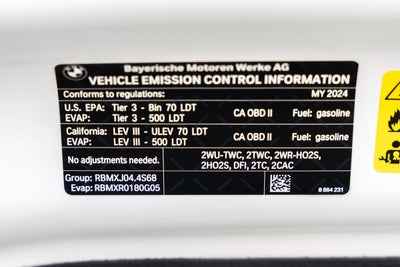 Bayerische Motoren Werke AG
VEHICLE EMISSION CONTROL INFORMATION
Conforms to regulations: MY 2024
U.S. EPA: Tier 3 - Bin 70 LDT CA OBD II Fuel: gasoline
EVAP: Tier 3 - 500 LDT
California: LEV III - ULEV 70 LDT CA OBD II Fuel: gasoline
EVAP: LEV III - 500 LDT
No adjustments needed. 2WU-TWC, 2TWC, 2WR-HO2S,
2HO2S, DFI, 2TC, 2CAC
Group: RBMXJ04.4S68
Evap: RBMXR0180G05 8 864 231